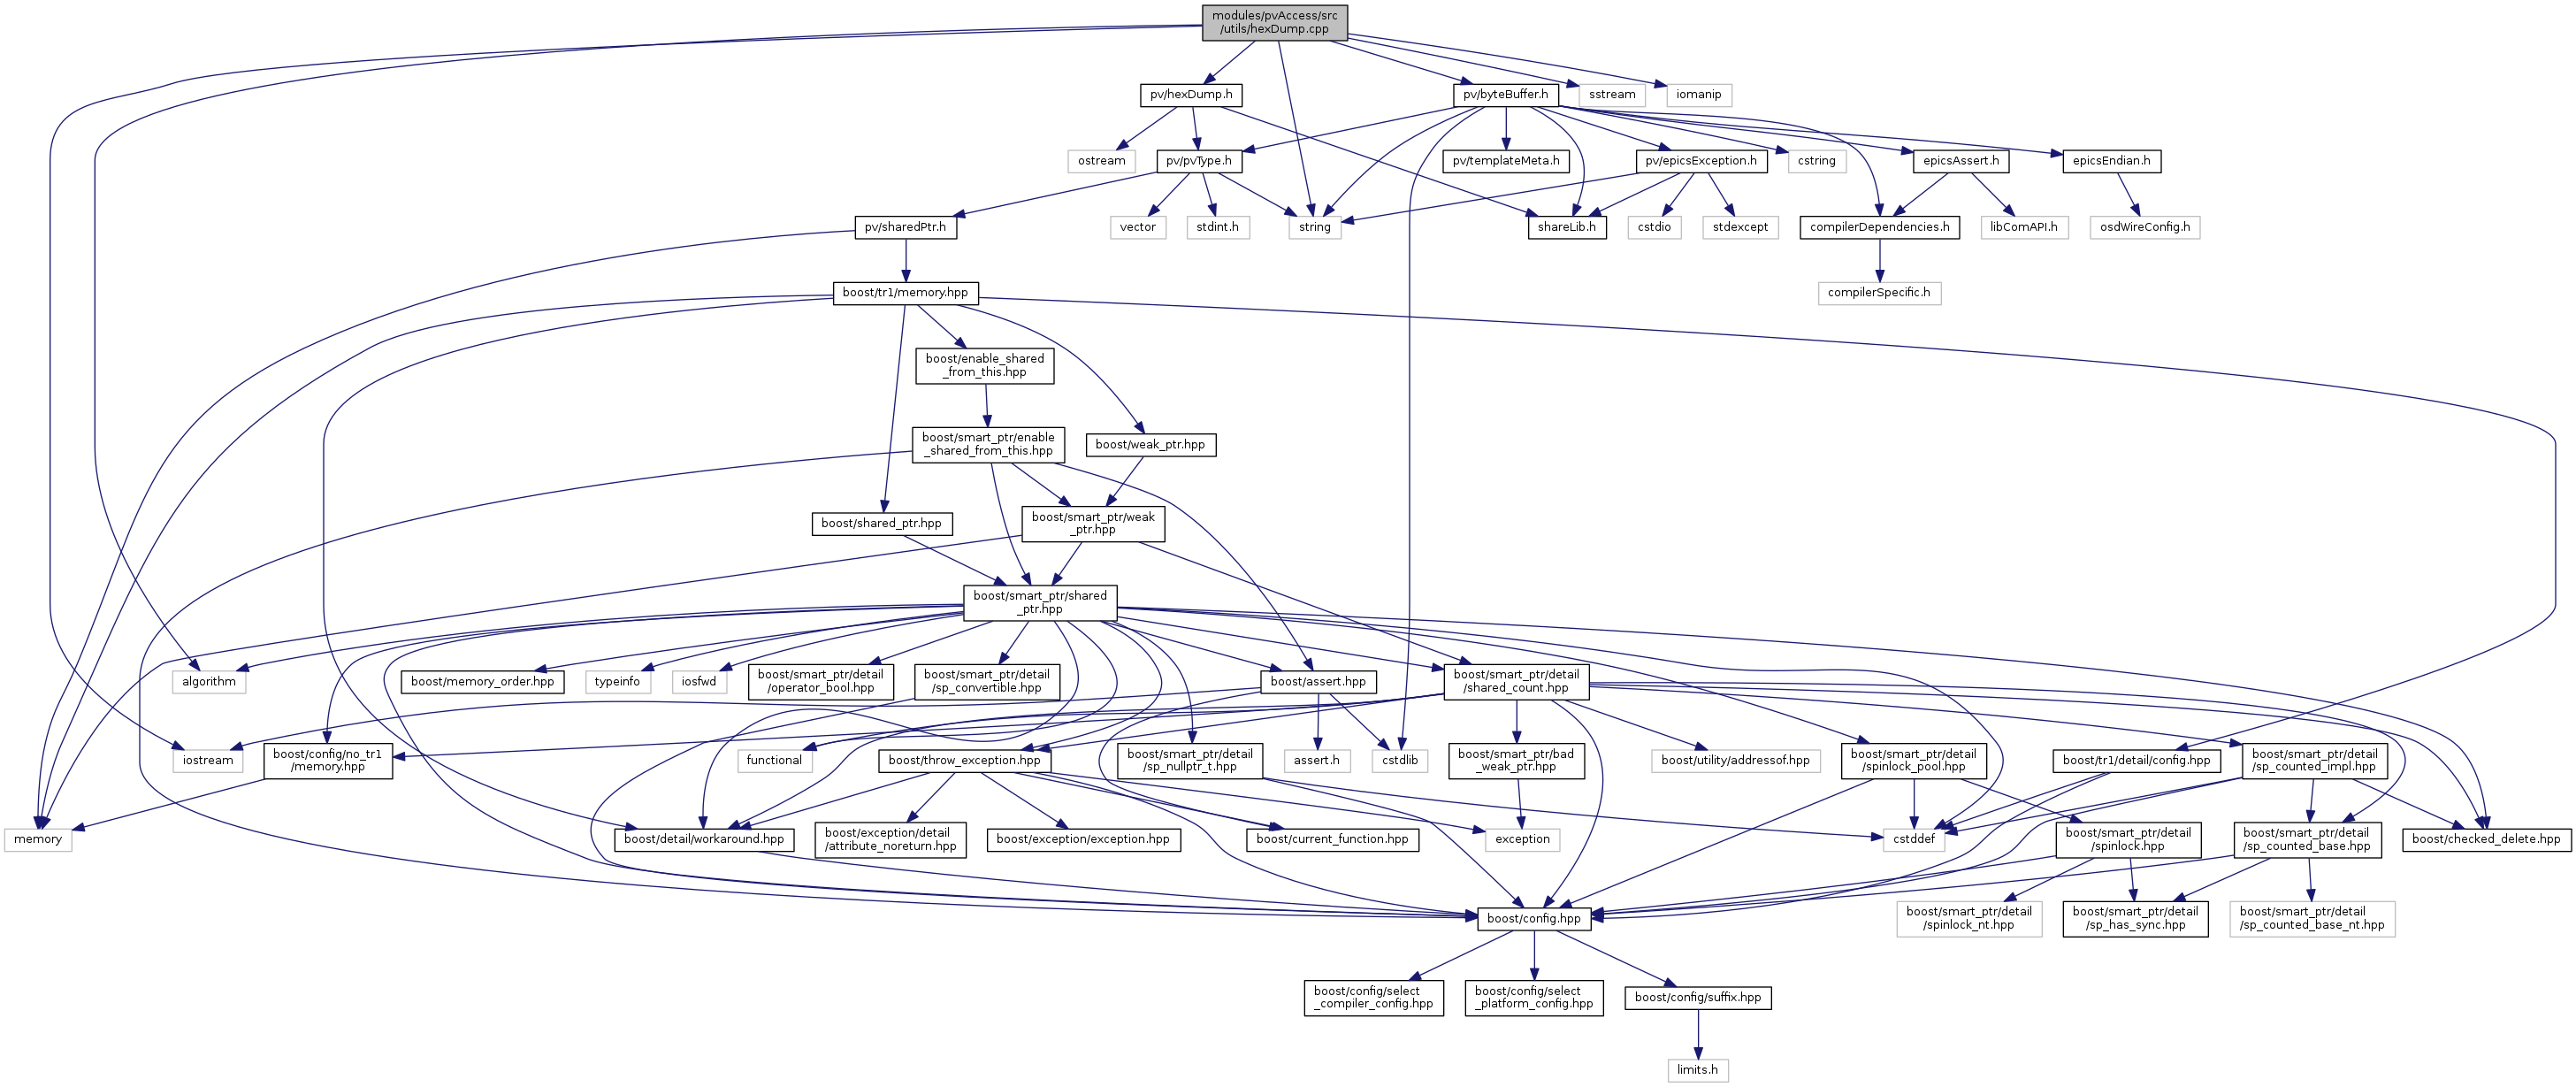 modules/pvAccess/src
/utils/hexDump.cpp
pv/hexDump.h
pv/byteBuffer.h
sstream
iomanip
ostream
pv/pvType.h
pv/templateMeta.h
pv/epicsException.h
cstring
epicsAssert.h
epicsEndian.h
pv/sharedPtr.h
vector
stdint.h
string
shareLib.h
cstdio
stdexcept
compilerDependencies.h
libComAPI.h
osdWireConfig.h
boost/tr1/memory.hpp
compilerSpecific.h
boost/enable_shared
_from_this.hpp
boost/smart_ptr/enable
_shared_from_this.hpp
boost/weak_ptr.hpp
boost/shared_ptr.hpp
boost/smart_ptr/weak
_ptr.hpp
boost/smart_ptr/shared
_ptr.hpp
algorithm
boost/memory_order.hpp
typeinfo
iosfwd
boost/smart_ptr/detail
/operator_bool.hpp
boost/smart_ptr/detail
/sp_convertible.hpp
boost/assert.hpp
boost/smart_ptr/detail
/shared_count.hpp
iostream
boost/config/no_tr1
/memory.hpp
functional
boost/throw_exception.hpp
boost/smart_ptr/detail
/sp_nullptr_t.hpp
assert.h
cstdlib
boost/smart_ptr/bad
_weak_ptr.hpp
boost/utility/addressof.hpp
boost/smart_ptr/detail
/spinlock_pool.hpp
boost/tr1/detail/config.hpp
boost/smart_ptr/detail
/sp_counted_impl.hpp
memory
boost/detail/workaround.hpp
boost/exception/detail
/attribute_noreturn.hpp
boost/exception/exception.hpp
boost/current_function.hpp
exception
cstddef
boost/smart_ptr/detail
/spinlock.hpp
boost/smart_ptr/detail
/sp_counted_base.hpp
boost/checked_delete.hpp
boost/config.hpp
boost/smart_ptr/detail
/spinlock_nt.hpp
boost/smart_ptr/detail
/sp_has_sync.hpp
boost/smart_ptr/detail
/sp_counted_base_nt.hpp
boost/config/select
_compiler_config.hpp
boost/config/select
_platform_config.hpp
boost/config/suffix.hpp
limits.h